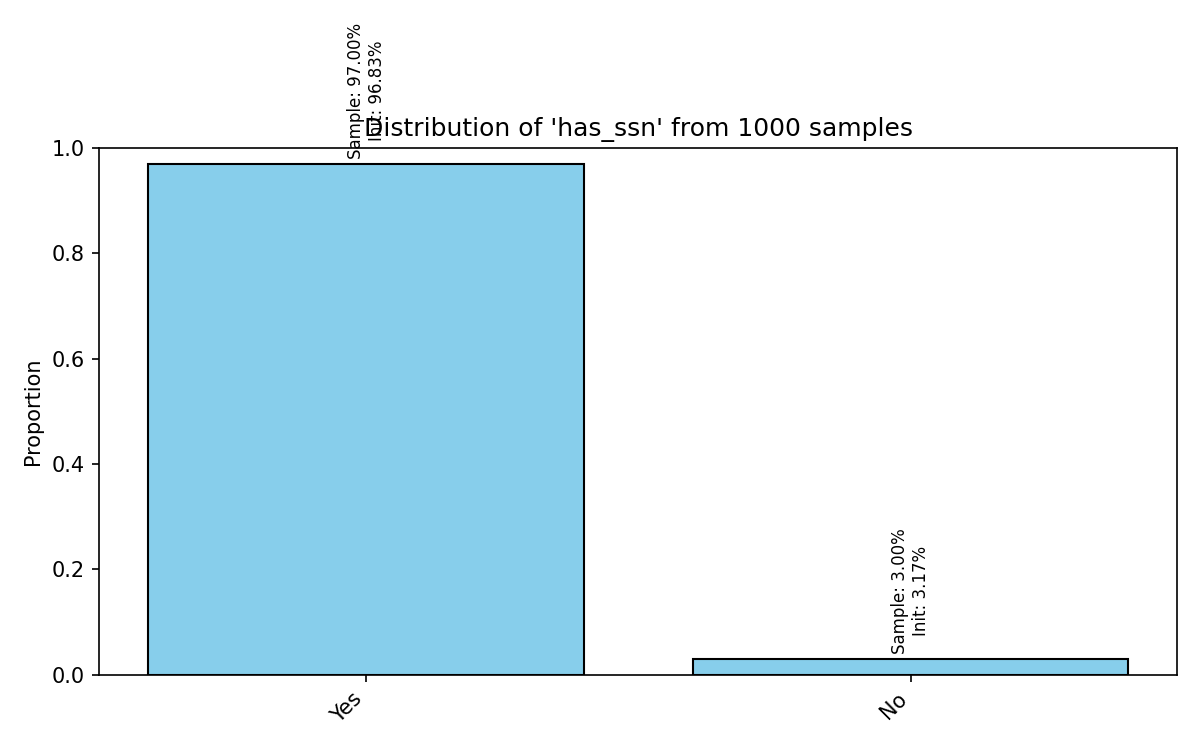 Sample: 97.00%
Init: 96.83%
Distribution of 'has_ssn' from 1000 samples
1.0
0.8
0.6
0.4
0.2
0.0
Proportion
Sample: 3.00%
Init: 3.17%
Yes
No